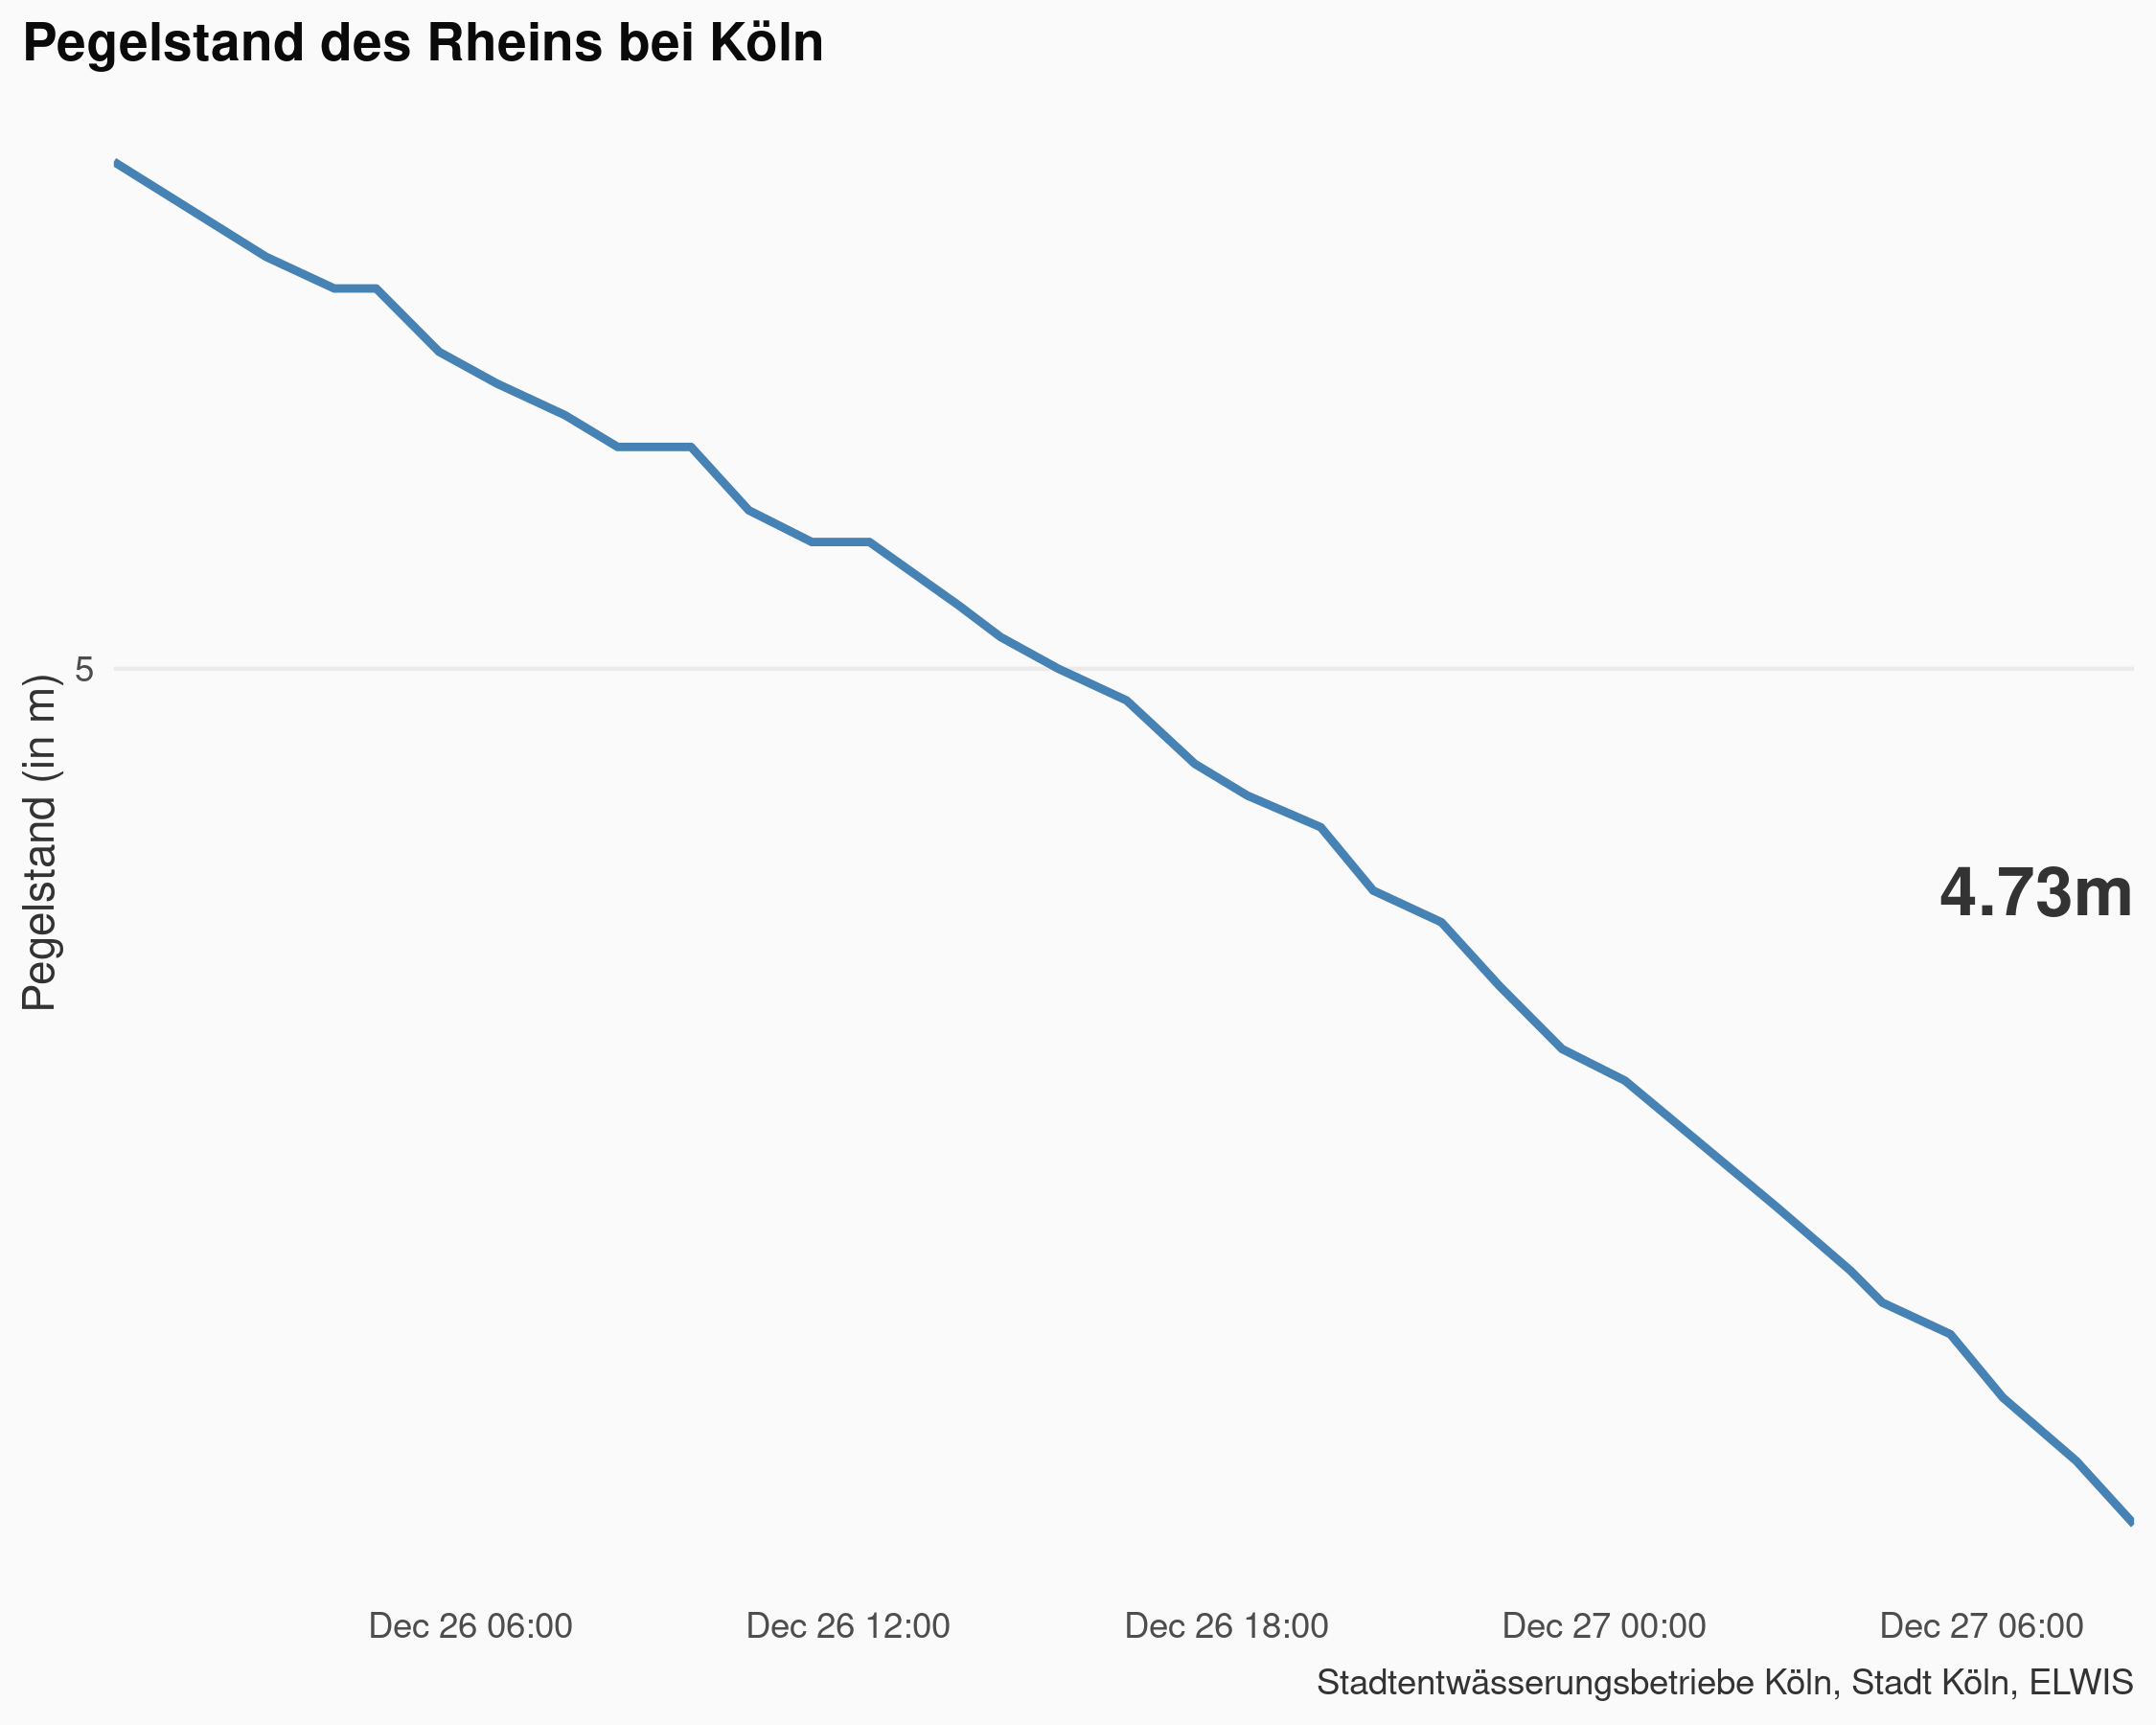 Pegelstand des Rheins bei Köln
Pegelstand (in m)
5
4.73m
Dec 26 06:00
Dec 26 12:00
Dec 26 18:00
Dec 27 00:00
Dec 27 06:00
Stadtentwässerungsbetriebe Köln, Stadt Köln, ELWIS